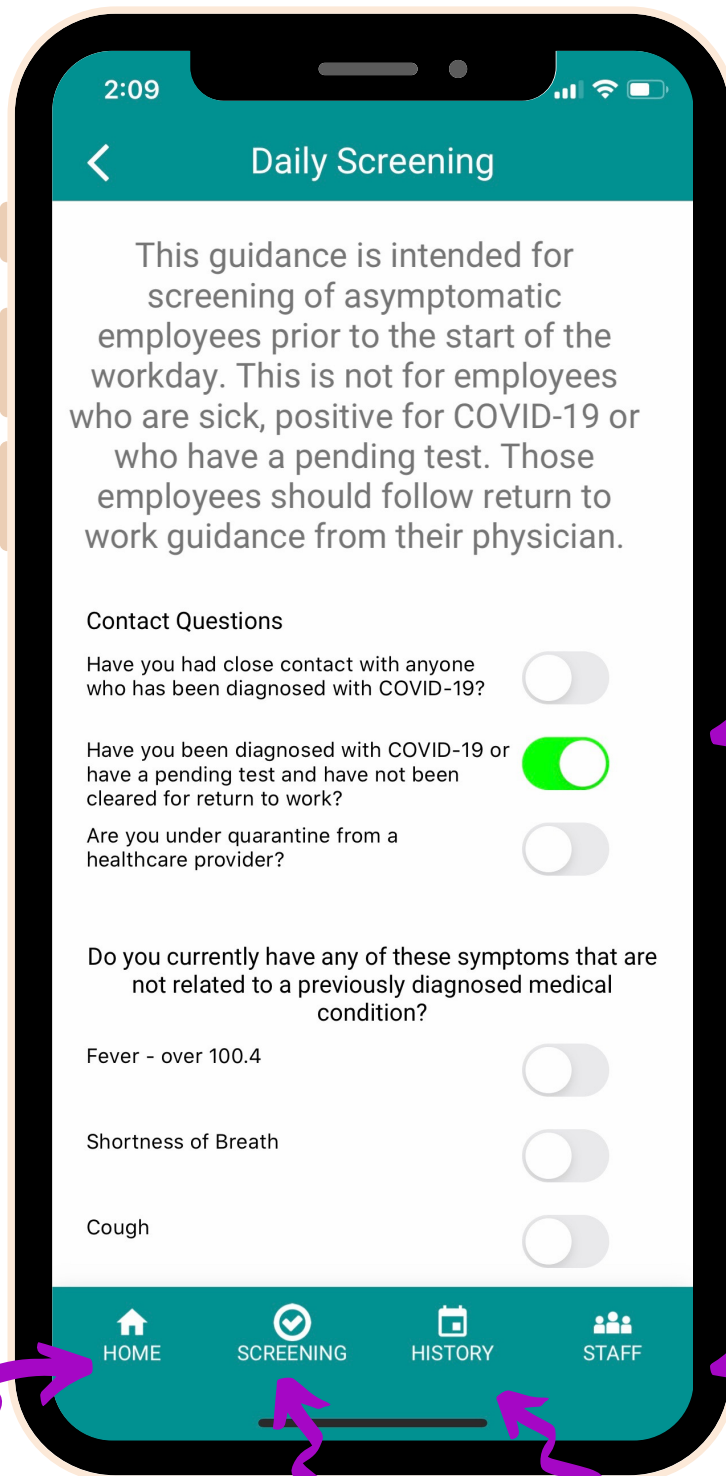 2:09
Daily Screening
This guidance is intended for
screening of asymptomatic
employees prior to the start of the
workday. This is not for employees
who are sick, positive for COVID-19 or
who have a pending test. Those
employees should follow return to
work guidance from their physician.
Contact Questions
Have you had close contact with anyone
who has been diagnosed with COVID-19?
Have you been diagnosed with COVID-19 or
have a pending test and have not been
cleared for return to work?
Are you under quarantine from a
healthcare provider?
Do you currently have any of these symptoms that are
not related to a previously diagnosed medical
condition?
Fever - over 100.4
Shortness of Breath
Cough
HOME SCREENING HISTORY STAFF